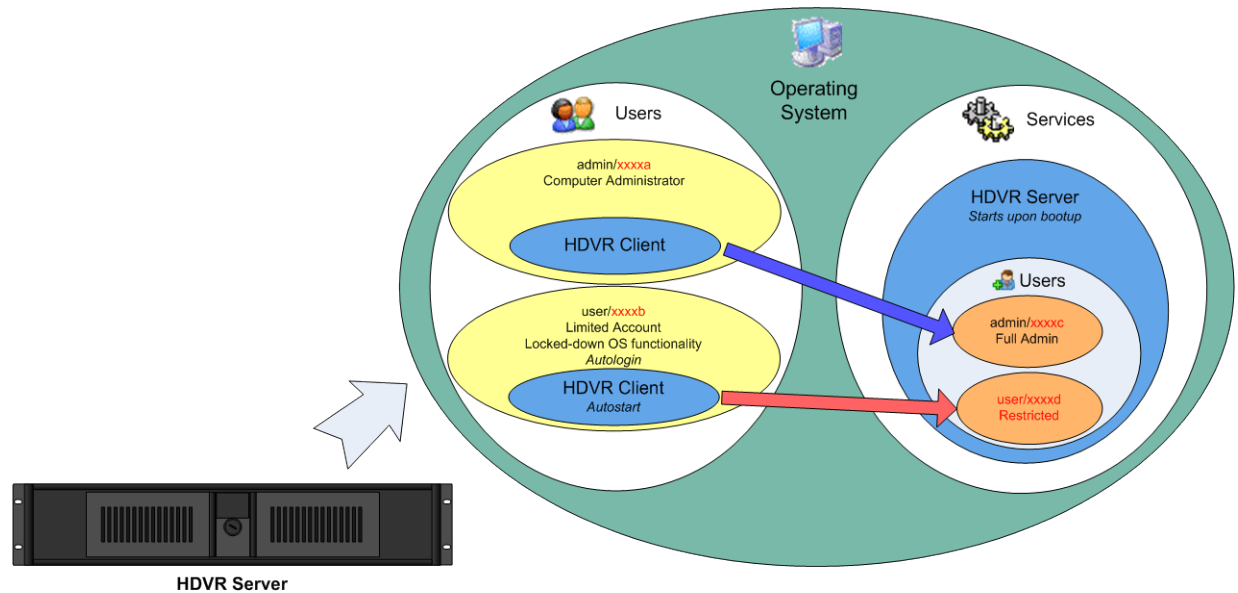 Operating
System
Users
admin/xxxxa
Computer Administrator
HDVR Client
user/xxxxb
Limited Account
Locked-down OS functionality
Autologin
HDVR Client
Autostart
Services
HDVR Server
Starts upon bootup
Users
admin/xxxxc
Full Admin
user/xxxxd
Restricted
HDVR Server